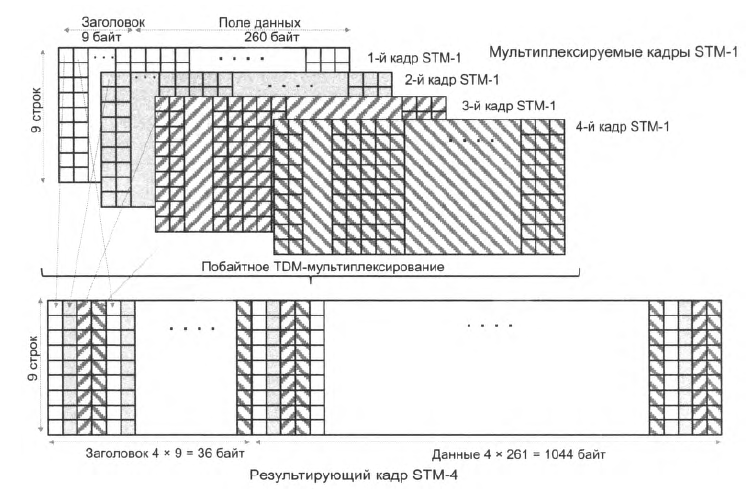 Заголовок
Поле данных
9 байт
260 байт
1-й кадр STM-1
Мультиплексируемые кадры STM-1
2-й кадр STM-1
3-й кадр STM-1
4-й кадр STM-1
9 строк
Побайтное TDM-мультиплексирование
9 строк
Заголовок 4 × 9 = 36 байт
Данные 4 × 261 = 1044 байт
Результирующий кадр STM-4